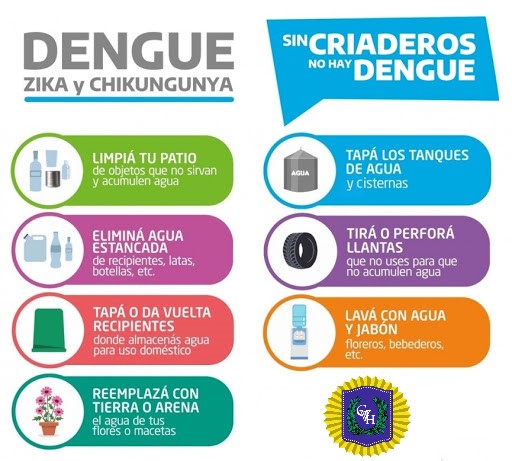 DENGUE
ZIKA y CHIKUNGUNYA
SIN CRIADEROS
NO HAY DENGUE
LIMPIÁ TU PATIO
de objetos que no sirvan
y acumulen agua
ELIMINÁ AGUA
ESTANCADA
de recipientes, latas,
botellas, etc.
TAPÁ O DA VUELTA
RECIPIENTES
donde almacenás agua
para uso doméstico
REEMPLAZÁ CON
TIERRA O ARENA
el agua de tus
flores o macetas
AGUA
TAPÁ LOS TANQUES
DE AGUA
y cisternas
TIRÁ O PERFORÁ
LLANTAS
que no uses para que
no acumulen agua
LAVÁ CON AGUA
Y JABÓN
floreros, bebederos,
etc.